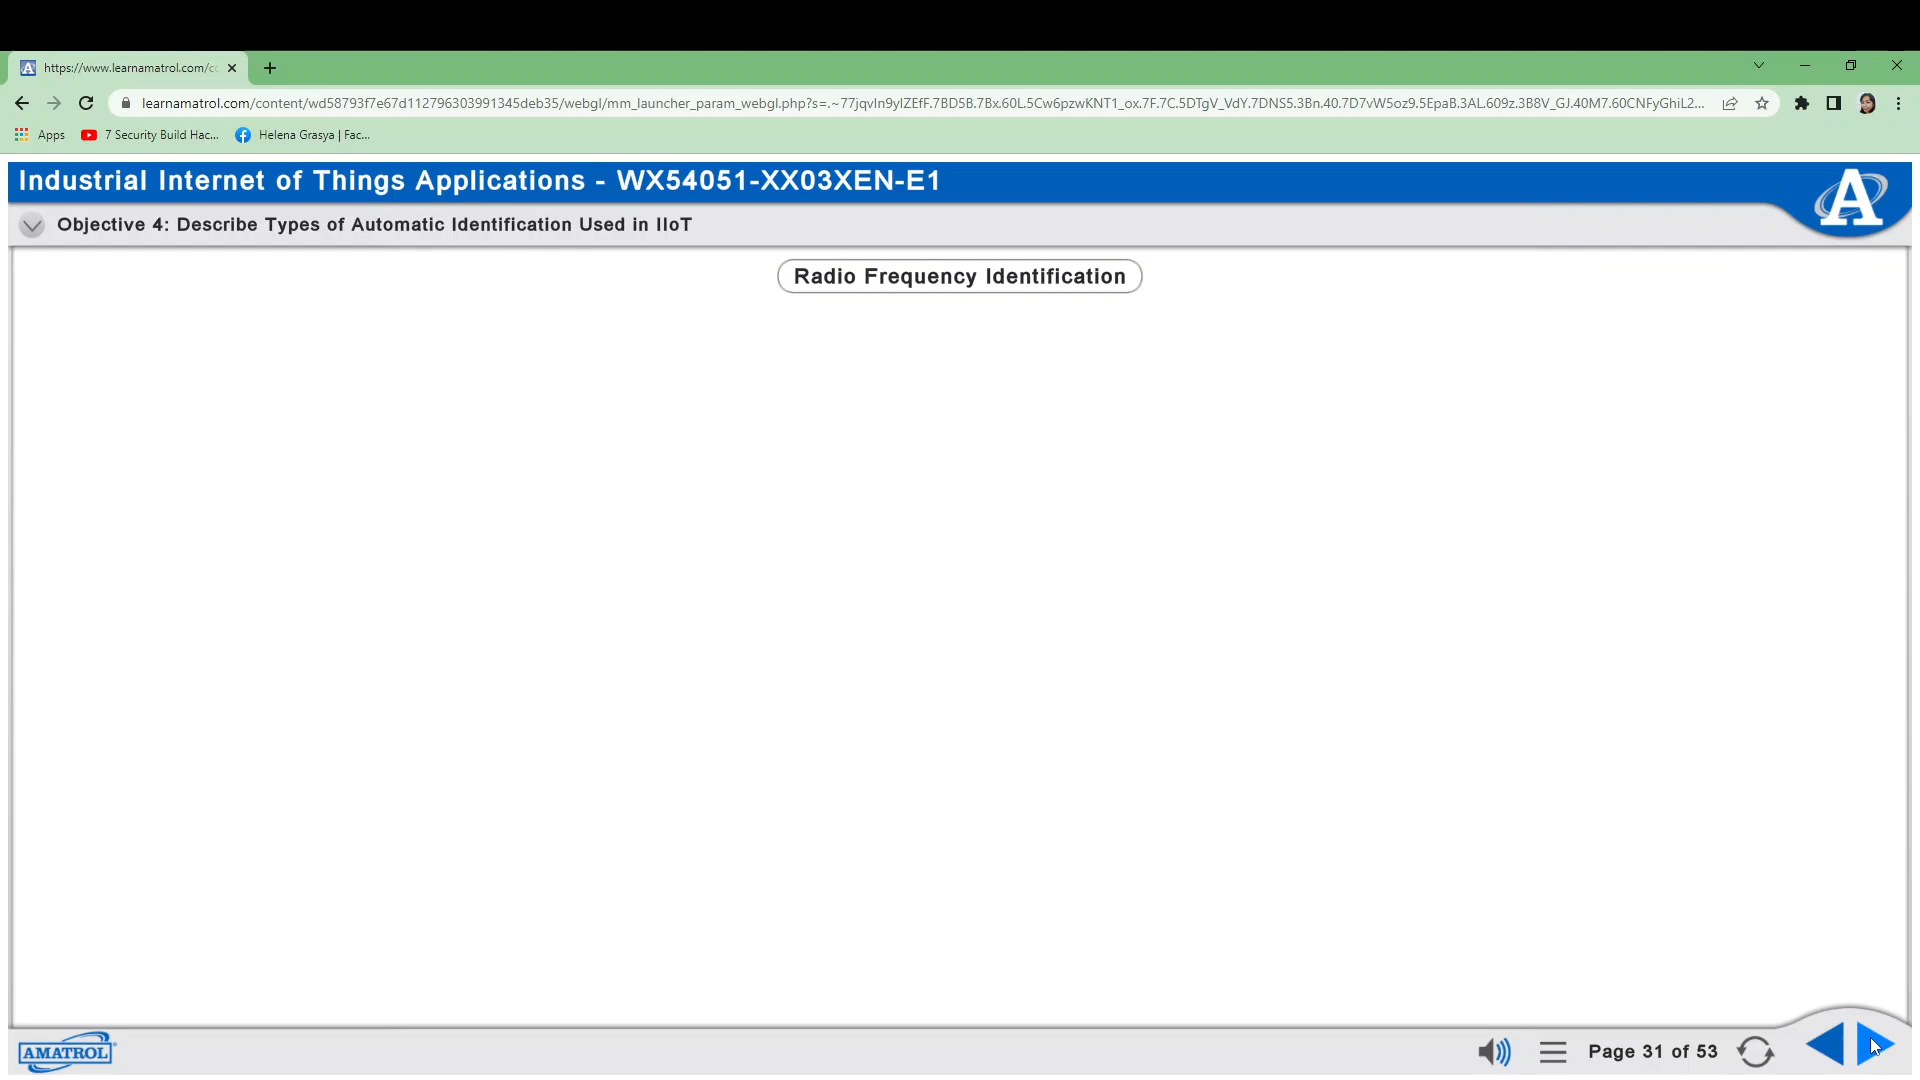 https://www.learnamatrol.com/cc
learnamatrol.com/content/wd58793f7e67d112796303991345deb35/webgl/mm_launcher_param_webgl.php?s=.~77jqvIn9yIZEfF.7BD5B.7Bx.60L.5Cw6pzwKNT1_ox.7F.7C.5DTgV_VdY.7DNS5.3Bn.40.7D7vW5oz9.5EpaB.3AL.609z.3B8V_GJ.40M7.60CNFyGhiL2...
Apps 7 Security Build Hac... Helena Grasya | Fac...
Industrial Internet of Things Applications - WX54051-XX03XEN-E1
A
Objective 4: Describe Types of Automatic Identification Used in IIoT
Radio Frequency Identification
AMATROL
Page 31 of 53